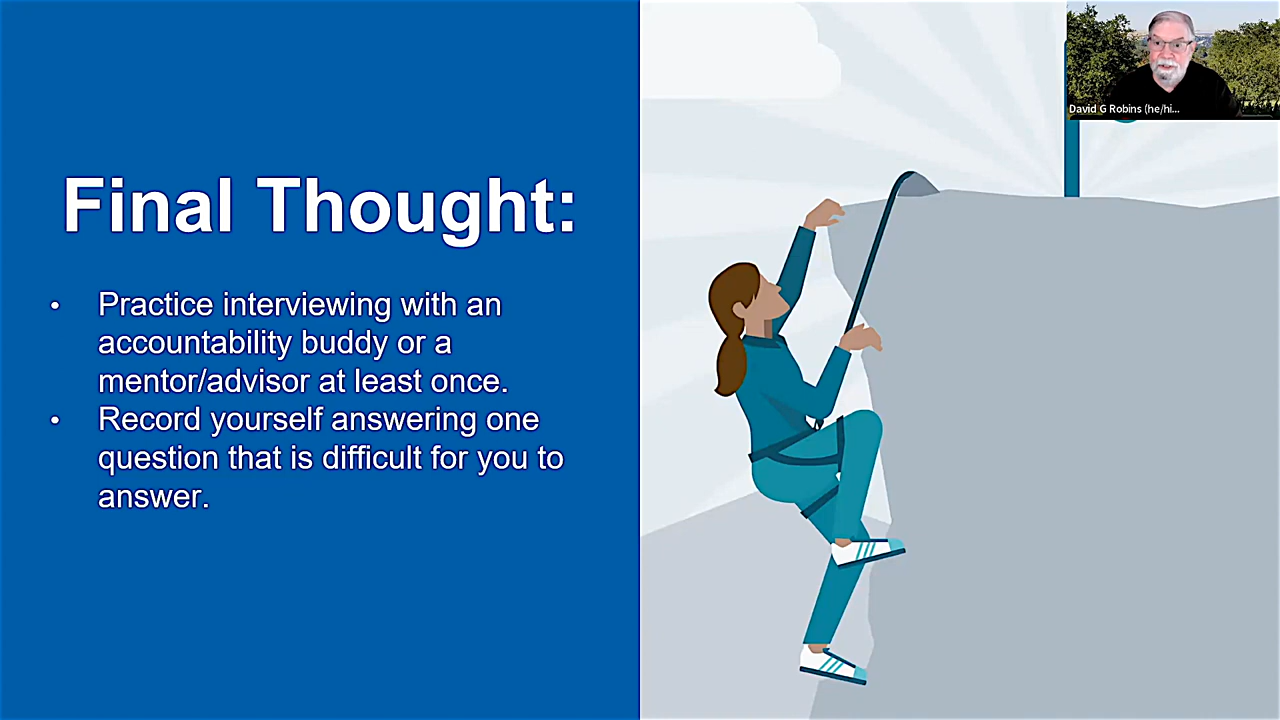 David G Robins (he/hi...
Final Thought:
• Practice interviewing with an
accountability buddy or a
mentor/advisor at least once.
• Record yourself answering one
question that is difficult for you to
answer.